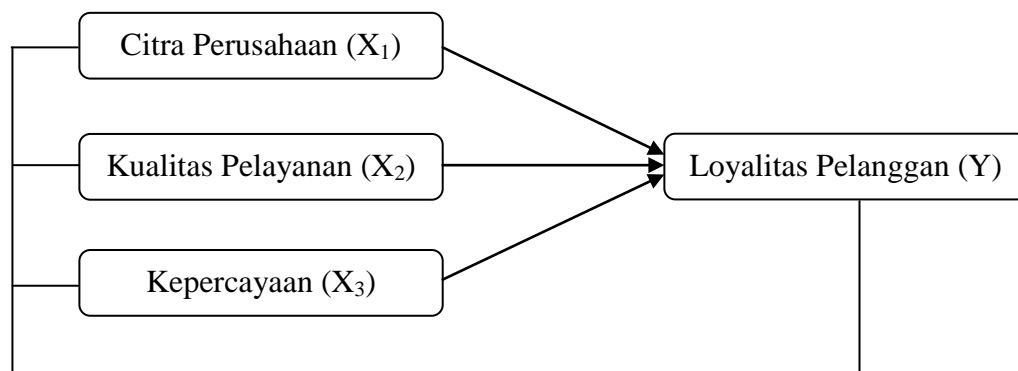 Citra Perusahaan (X₁)
Kualitas Pelayanan (X₂)
Loyalitas Pelanggan (Y)
Kepercayaan (X₃)